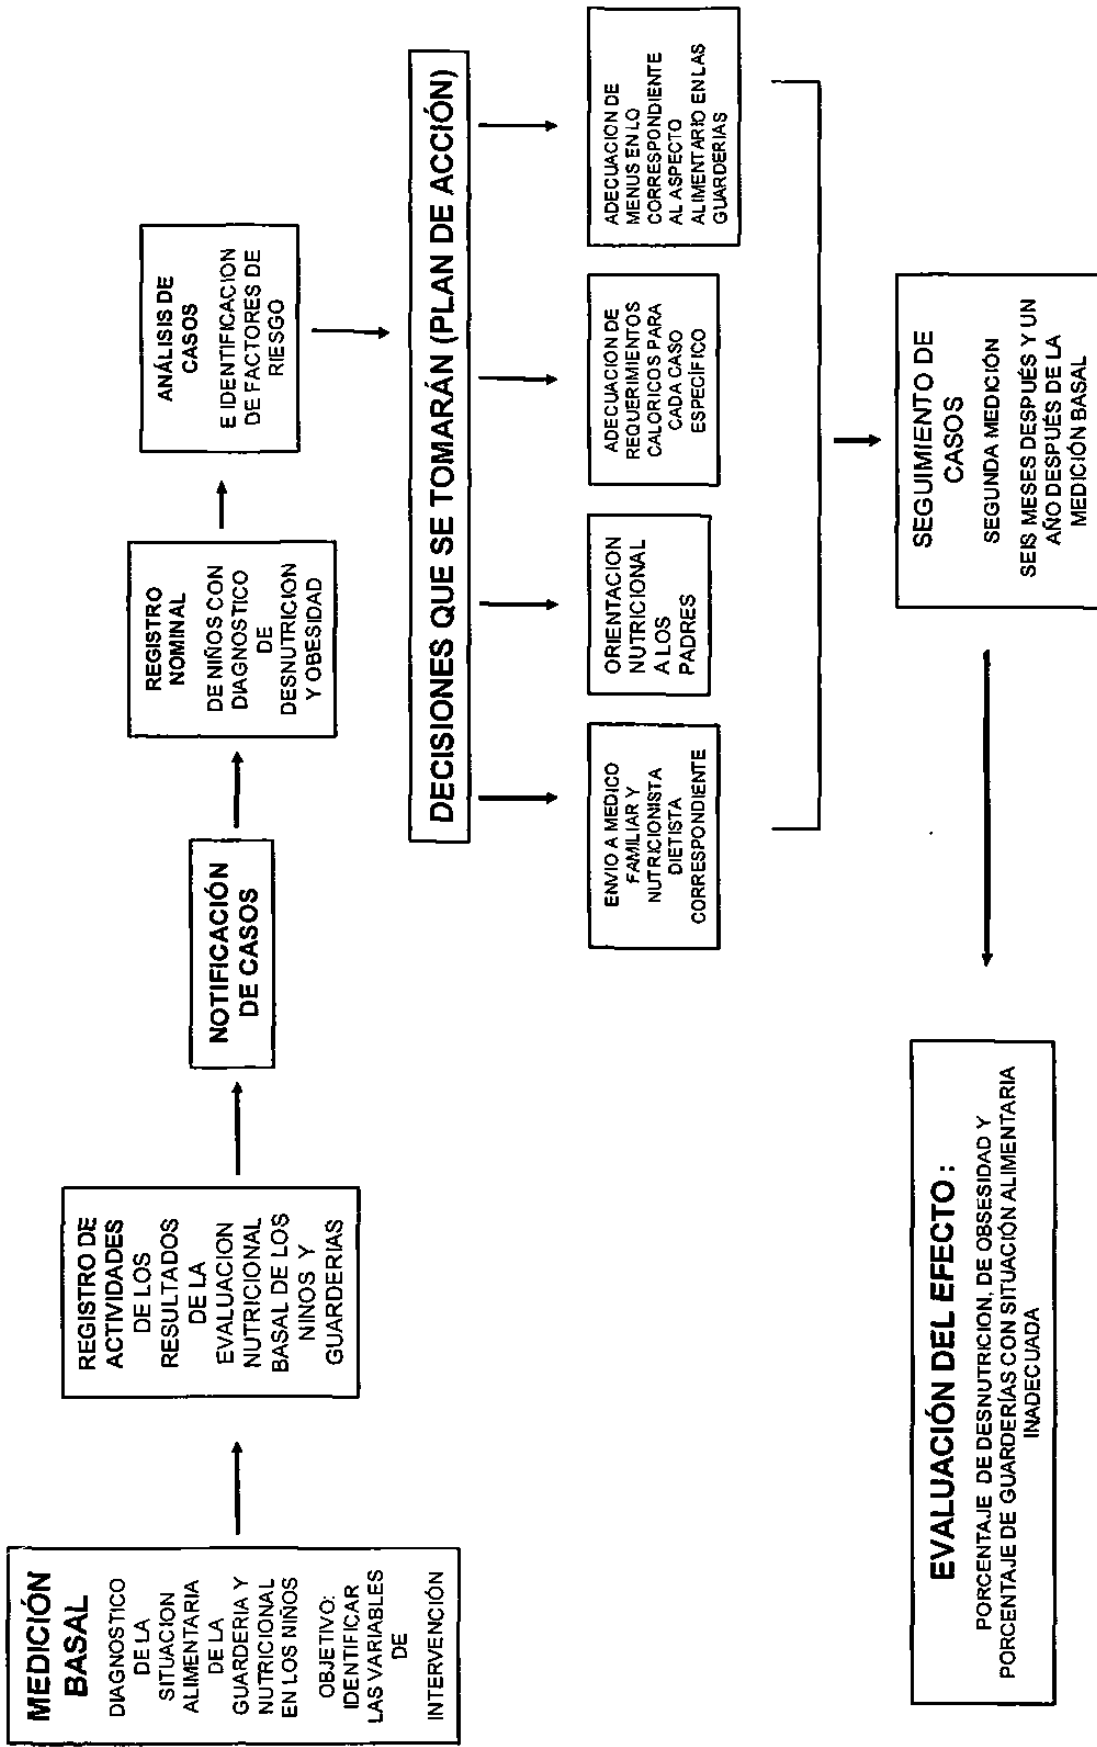 MEDICIÓN
BASAL
DIAGNOSTICO
DE LA
SITUACION
ALIMENTARIA
DE LA
GUARDERIA Y
NUTRICIONAL
EN LOS NIÑOS
OBJETIVO:
IDENTIFICAR
LAS VARIABLES
DE
INTERVENCIÓN
REGISTRO DE
ACTIVIDADES
DE LOS
RESULTADOS
DE LA
EVALUACION
NUTRICIONAL
BASAL DE LOS
NINOS Y
GUARDERIAS
NOTIFICACIÓN
DE CASOS
REGISTRO
NOMINAL
DE NIÑOS CON
DIAGNOSTICO
DE
DESNUTRICION
Y OBESIDAD
ANÁLISIS DE
CASOS
E IDENTIFICACION
DE FACTORES DE
RIESGO
DECISIONES QUE SE TOMARÁN (PLAN DE ACCIÓN)
ENVIO A MEDICO
FAMILIAR Y
NUTRICIONISTA
DIETISTA
CORRESPONDIENTE
ORIENTACION
NUTRICIONAL
A LOS
PADRES
ADECUACION DE
REQUERIMIENTOS
CALORICOS PARA
CADA CASO
ESPECÍFICO
ADECUACION DE
MENUS EN LO
CORRESPONDIENTE
AL ASPECTO
ALIMENTARIO EN LAS
GUARDERIAS
SEGUIMIENTO DE
CASOS
SEGUNDA MEDICIÓN
SEIS MESES DESPUÉS Y UN
AÑO DESPUÉS DE LA
MEDICIÓN BASAL
EVALUACIÓN DEL EFECTO :
PORCENTAJE DE DESNUTRICION, DE OBSESIDAD Y
PORCENTAJE DE GUARDERÍAS CON SITUACIÓN ALIMENTARIA
INADECUADA